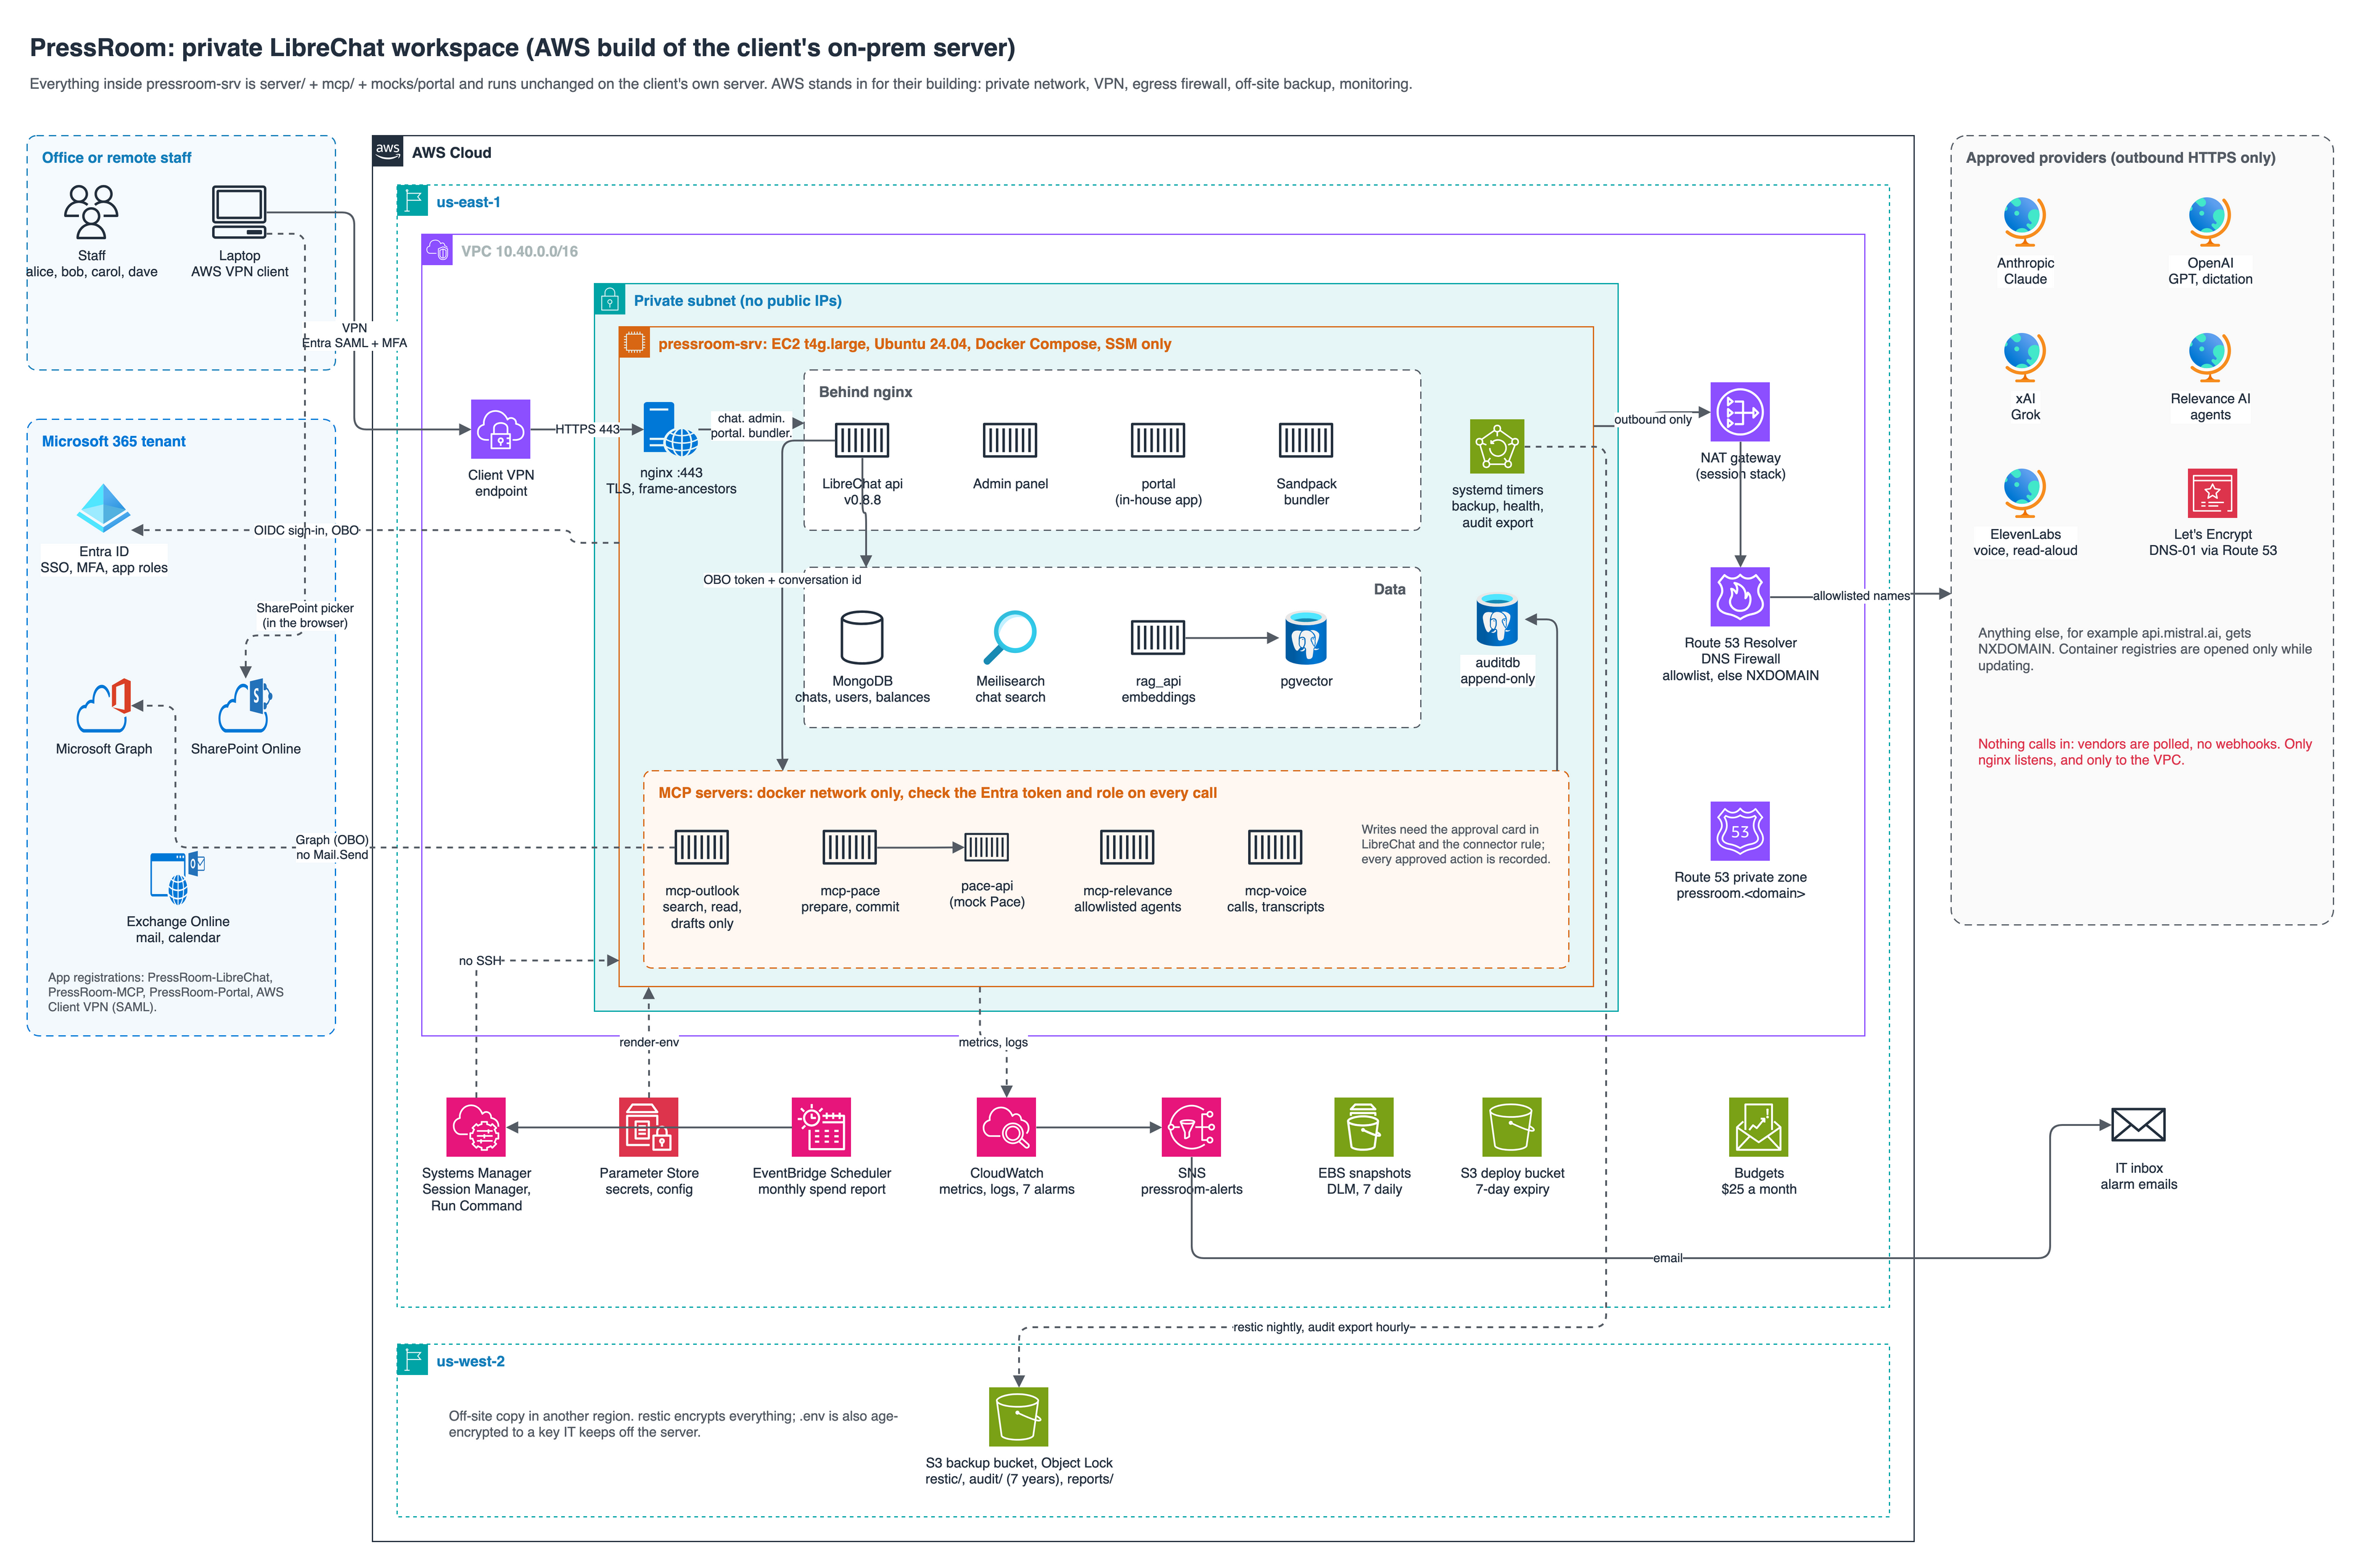 PressRoom: private LibreChat workspace (AWS build of the client's on-prem server)
Everything inside pressroom-srv is server/ + mcp/ + mocks/portal and runs unchanged on the client's own server. AWS stands in for their building: private network, VPN, egress firewall, off-site backup, monitoring.
Office or remote staff
Staff
alice, bob, carol, dave
Laptop
AWS VPN client
VPN
Entra SAML + MFA
Microsoft 365 tenant
Entra ID
SSO, MFA, app roles
OIDC sign-in, OBO
SharePoint picker
(in the browser)
Microsoft Graph
SharePoint Online
Graph (OBO)
no Mail.Send
Exchange Online
mail, calendar
App registrations: PressRoom-LibreChat,
PressRoom-MCP, PressRoom-Portal, AWS
Client VPN (SAML).
aws
AWS Cloud
us-east-1
VPC 10.40.0.0/16
Private subnet (no public IPs)
pressroom-srv: EC2 t4g.large, Ubuntu 24.04, Docker Compose, SSM only
Client VPN
endpoint
HTTPS 443
nginx :443
TLS, frame-ancestors
chat. admin.
portal. bundler.
Behind nginx
LibreChat api
v0.8.8
Admin panel
portal
(in-house app)
Sandpack
bundler
systemd timers
backup, health,
audit export
OBO token + conversation id
Data
MongoDB
chats, users, balances
Meilisearch
chat search
rag_api
embeddings
pgvector
auditdb
append-only
MCP servers: docker network only, check the Entra token and role on every call
mcp-outlook
search, read,
drafts only
mcp-pace
prepare, commit
pace-api
(mock Pace)
mcp-relevance
allowlisted agents
mcp-voice
calls, transcripts
Writes need the approval card in
LibreChat and the connector rule;
every approved action is recorded.
outbound only
NAT gateway
(session stack)
Route 53 Resolver
DNS Firewall
allowlist, else NXDOMAIN
allowlisted names
53
Route 53 private zone
pressroom.<domain>
no SSH
render-env
metrics, logs
Systems Manager
Session Manager,
Run Command
Parameter Store
secrets, config
EventBridge Scheduler
monthly spend report
CloudWatch
metrics, logs, 7 alarms
SNS
pressroom-alerts
EBS snapshots
DLM, 7 daily
S3 deploy bucket
7-day expiry
Budgets
$25 a month
email
IT inbox
alarm emails
restic nightly, audit export hourly
us-west-2
Off-site copy in another region. restic encrypts everything; .env is also age-
encrypted to a key IT keeps off the server.
S3 backup bucket, Object Lock
restic/, audit/ (7 years), reports/
Approved providers (outbound HTTPS only)
Anthropic
Claude
OpenAI
GPT, dictation
xAI
Grok
Relevance AI
agents
ElevenLabs
voice, read-aloud
Let's Encrypt
DNS-01 via Route 53
Anything else, for example api.mistral.ai, gets
NXDOMAIN. Container registries are opened only while
updating.
Nothing calls in: vendors are polled, no webhooks. Only
nginx listens, and only to the VPC.